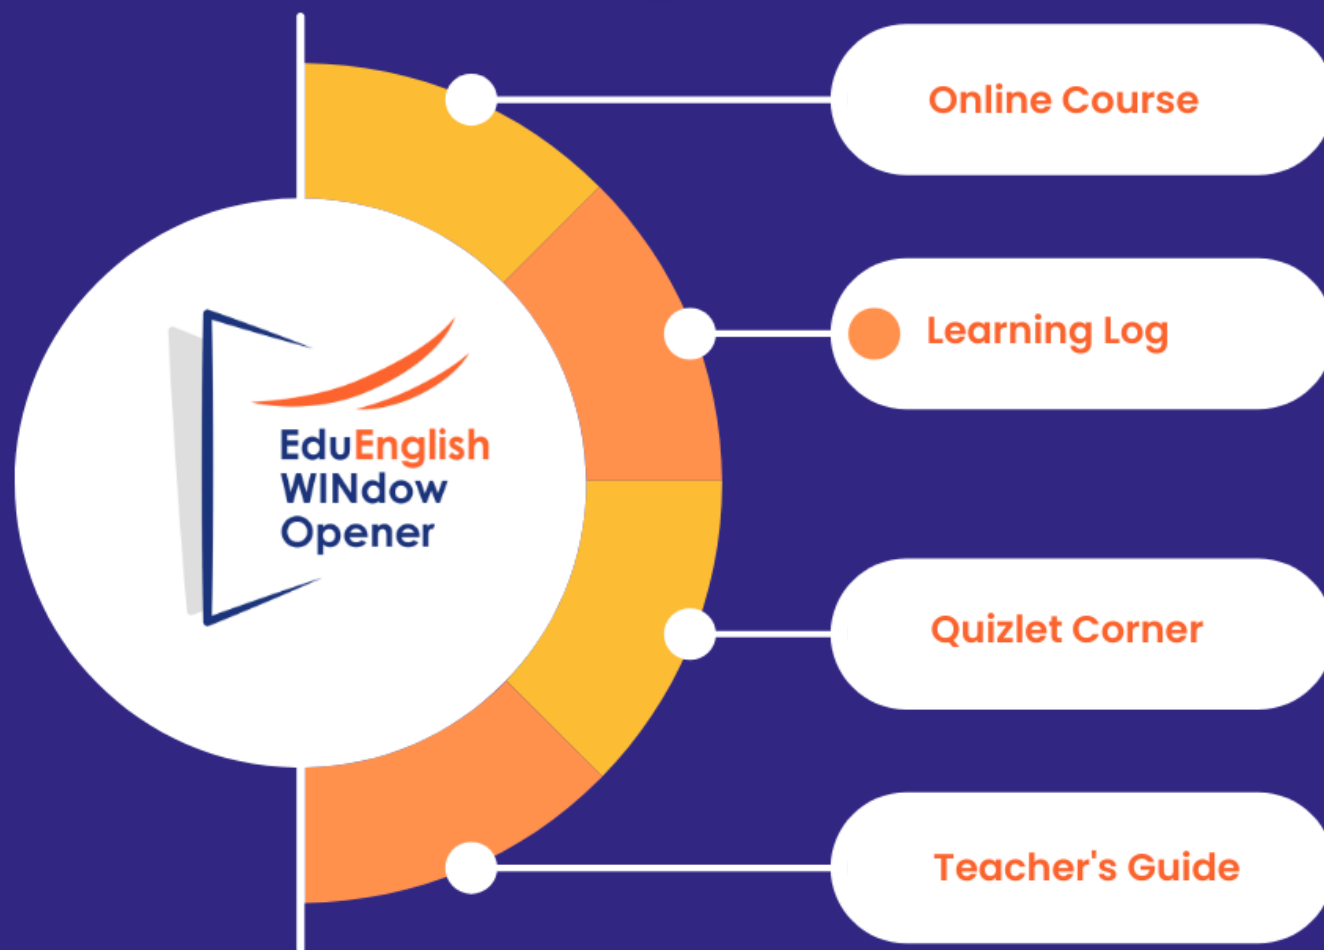 Online Course
Learning Log
EduEnglish
WINdow
Opener
Quizlet Corner
Teacher's Guide